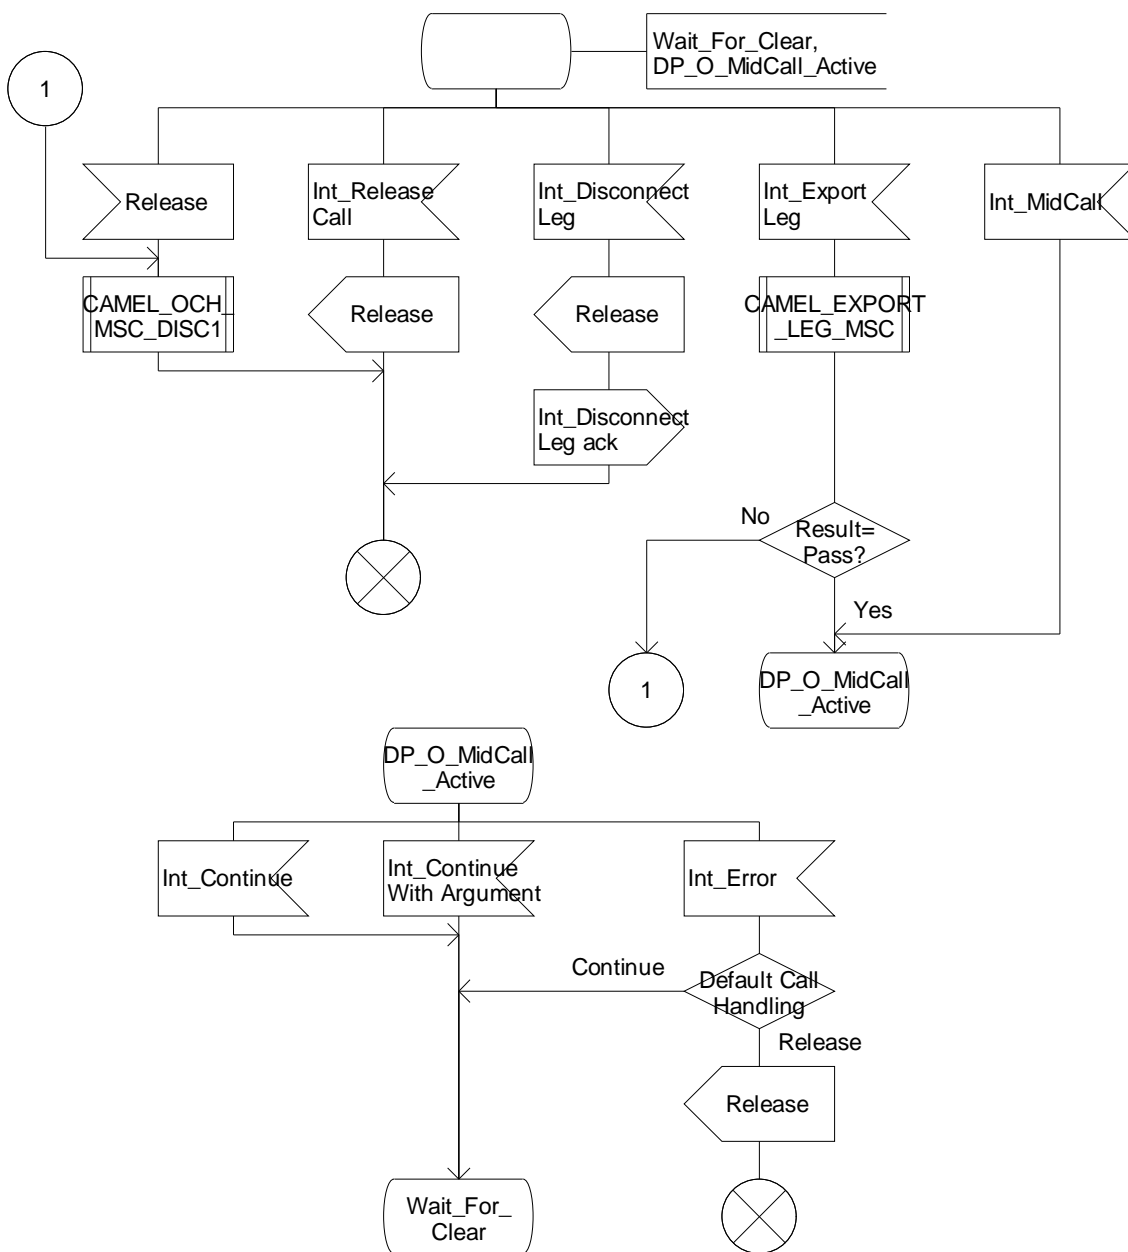 Wait_For_Clear,
DP_O_MidCall_Active
1
Release
Int_Release
Call
Int_Disconnect
Leg
Int_Export
Leg
Int_MidCall
CAMEL_OCH_
MSC_DISC1
Release
Release
CAMEL_EXPORT
_LEG_MSC
Int_Disconnect
Leg ack
No
Result=
Pass?
Yes
1
DP_O_MidCall
_Active
DP_O_MidCall
_Active
Int_Continue
Int_Continue
With Argument
Int_Error
Continue
Default Call
Handling
Release
Release
Wait_For_
Clear